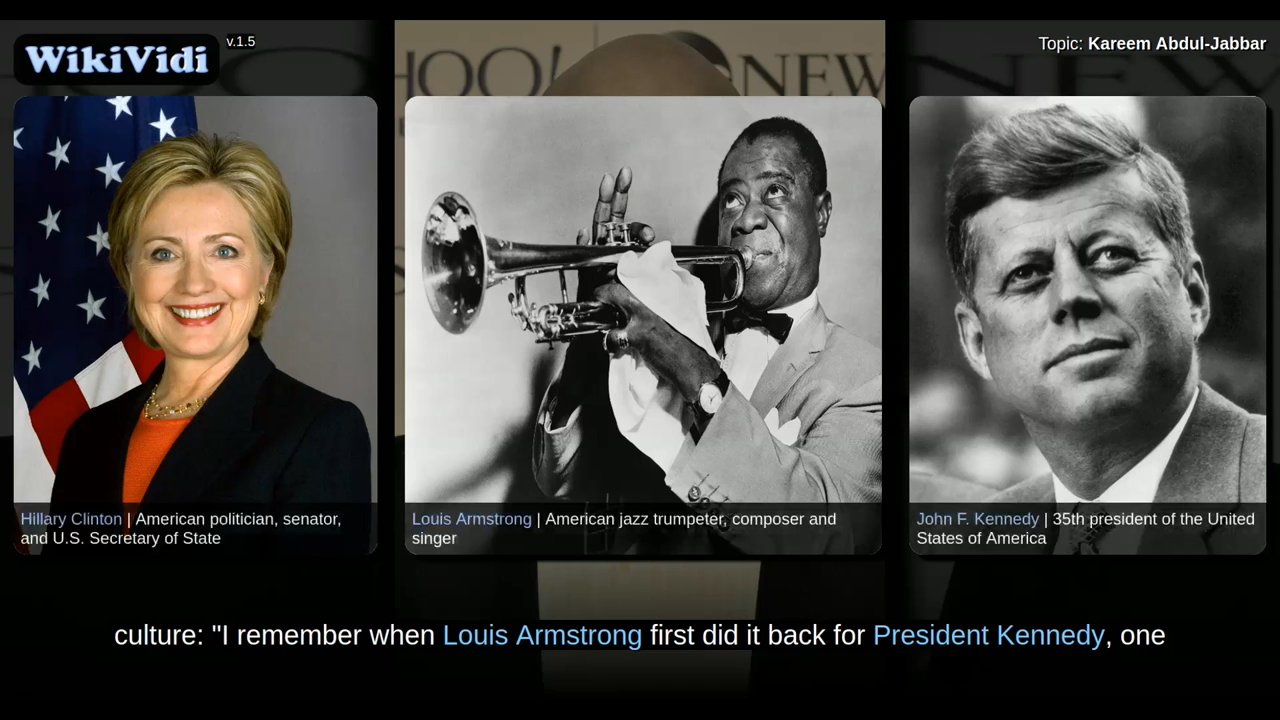 WikiVidi
v.1.5
Topic: Kareem Abdul-Jabbar
HOO!
NEW
Hillary Clinton | American politician, senator,
and U.S. Secretary of State
Louis Armstrong | American jazz trumpeter, composer and
singer
John F. Kennedy | 35th president of the United
States of America
culture: "I remember when Louis Armstrong first did it back for President Kennedy, one